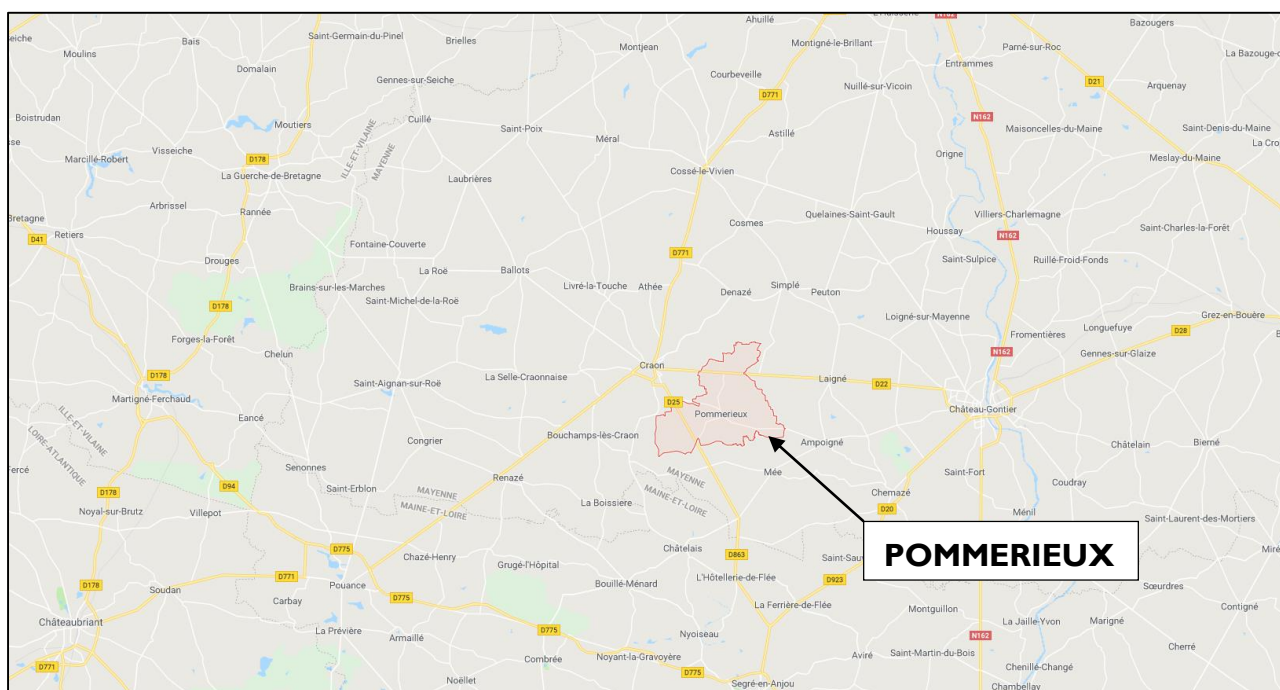 Ahuillé
N162
Bazougers
Saint-Germain-du-Pinel
Brielles
Moulins
Bais
Montjean
Montigné-le-Brillant
Parné-sur-Roc
La Bazouge-de
Domalain
Gennes-sur-Seiche
Courbeveille
Entrammes
Nuillé-sur-Vicoin
D21
Arquenay
D771
Boistrudan
Moutiers
Cuillé
Saint-Poix
Méral
Astillé
N162
Maisoncelles-du-Maine
Saint-Denis-du-Maine
La Cro
Marcillé-Robert
Visseiche
D178
ILLE-ET-VILAINE
MAYENNE
Origné
Meslay-du-Maine
La Guerche-de-Bretagne
Laubrières
Cossé-le-Vivien
Arbrissel
Rannée
Cosmes
Quelaines-Saint-Gault
Villiers-Charlemagne
Bretagne
Retiers
D41
Houssay
N162
Saint-Charles-la-Forêt
Fontaine-Couverte
D771
Drouges
La Roë
Ballots
Saint-Sulpice
Ruillé-Froid-Fonds
Brains-sur-les-Marches
Livré-la-Touche
Athée
Denazé
Simplé
Peuton
Saint-Michel-de-la-Roë
D178
Loigné-sur-Mayenne
Grez-en-Bouère
Forges-la-Forêt
Chelun
Fromentières
Longuefuye
D28
N162
Gennes-sur-Glaize
Craon
D178
Saint-Aignan-sur-Roë
La Selle-Craonnaise
Laigné
D22
Martigné-Ferchaud
D25
Pommerieux
Château-Gontier
Eancé
ILLE-ET-VILAINE
LOIRE-ATLANTIQUE
Congrier
Bouchamps-lès-Craon
Ampoigné
Châtelain
Bierné
Fercé
Senonnes
Renazé
MAYENNE
MAINE-ET-LOIRE
Mée
Saint-Fort
Coudray
D178
D94
Saint-Erblon
MAYENNE
MAINE-ET-LOIRE
La Boissiere
Chemazé
D20
Noyal-sur-Brutz
Villepot
Ménil
Saint-Laurent-des-Mortiers
Châtelais
POMMERIEUX
Miré
D775
Chazé-Henry
Grugé-l'Hôpital
D863
Saint-Sau
D178
Soudan
D771
Pouance
Bouillé-Ménard
L'Hôtellerie-de-Flée
D923
Sœurdres
Carbay
D775
La Ferrière-de-Flée
Montguillon
Contigné
Châteaubriant
La Prévière
Armaillé
D775
Nyoiseau
La Jaille-Yvon
Marigné
N162
Cherré
D771
Combrée
Noyant-la-Gravoyère
Aviré
Saint-Martin-du-Bois
Noëllet
D775
Segré-en-Anjou
Chenillé-Changé
Chambellay